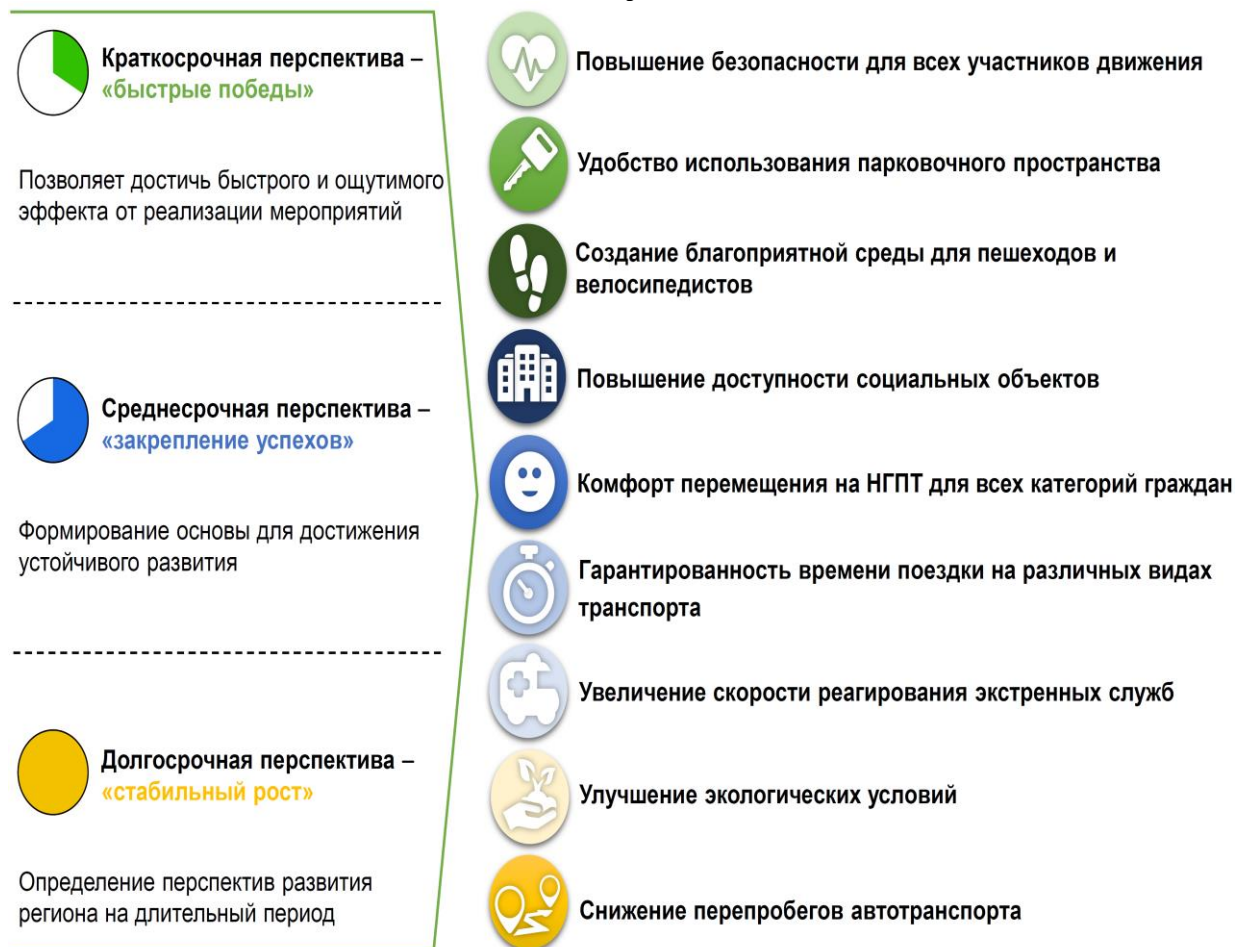 Краткосрочная перспектива –
«быстрые победы»
Позволяет достичь быстрого и ощутимого
эффекта от реализации мероприятий
Среднесрочная перспектива –
«закрепление успехов»
Формирование основы для достижения
устойчивого развития
Долгосрочная перспектива –
«стабильный рост»
Определение перспектив развития
региона на длительный период
Повышение безопасности для всех участников движения
Удобство использования парковочного пространства
Создание благоприятной среды для пешеходов и
велосипедистов
Повышение доступности социальных объектов
Комфорт перемещения на НГПТ для всех категорий граждан
Гарантированность времени поездки на различных видах
транспорта
Увеличение скорости реагирования экстренных служб
Улучшение экологических условий
Снижение перепробегов автотранспорта